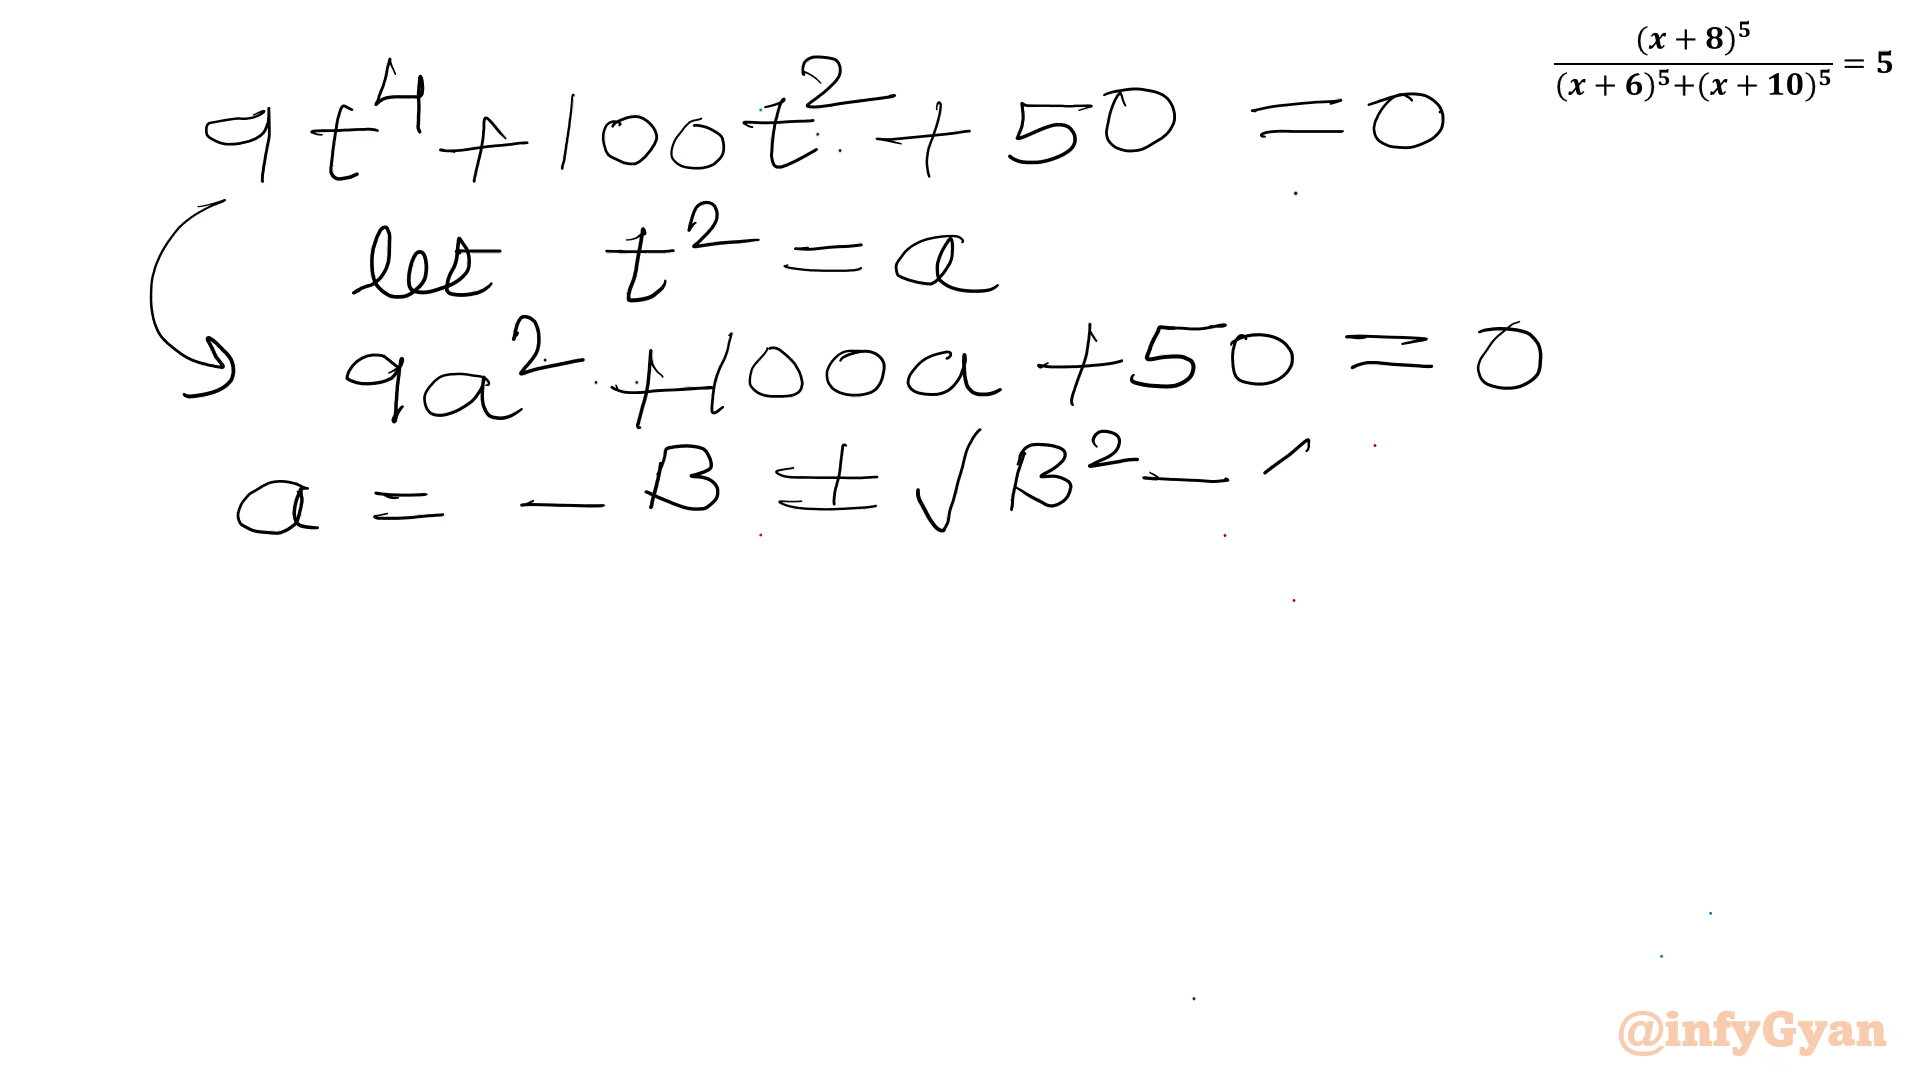 (x + 8)^5 / ((x + 6)^5+(x + 10)^5) = 5
9t^4 + 100t^2 + 50 = 0
let t^2 = a
9a^2 + 100a + 50 = 0
a = - B ± √B^2 -
@infyGyan